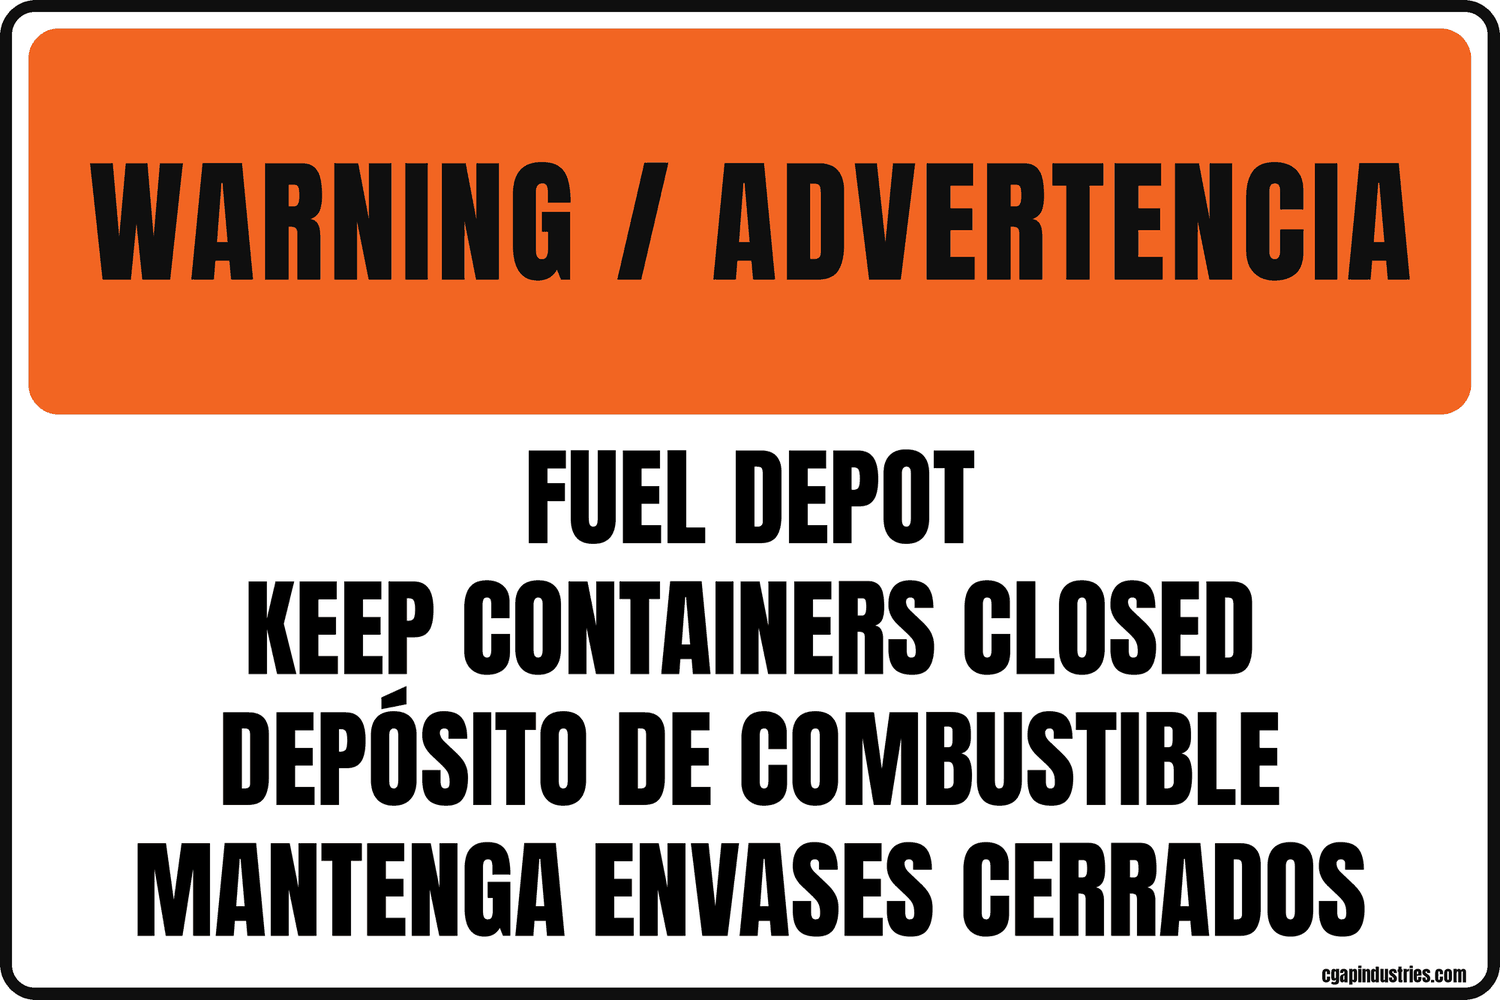 WARNING / ADVERTENCIA
FUEL DEPOT
KEEP CONTAINERS CLOSED
DEPÓSITO DE COMBUSTIBLE
MANTENGA ENVASES CERRADOS
cgapindustries.com